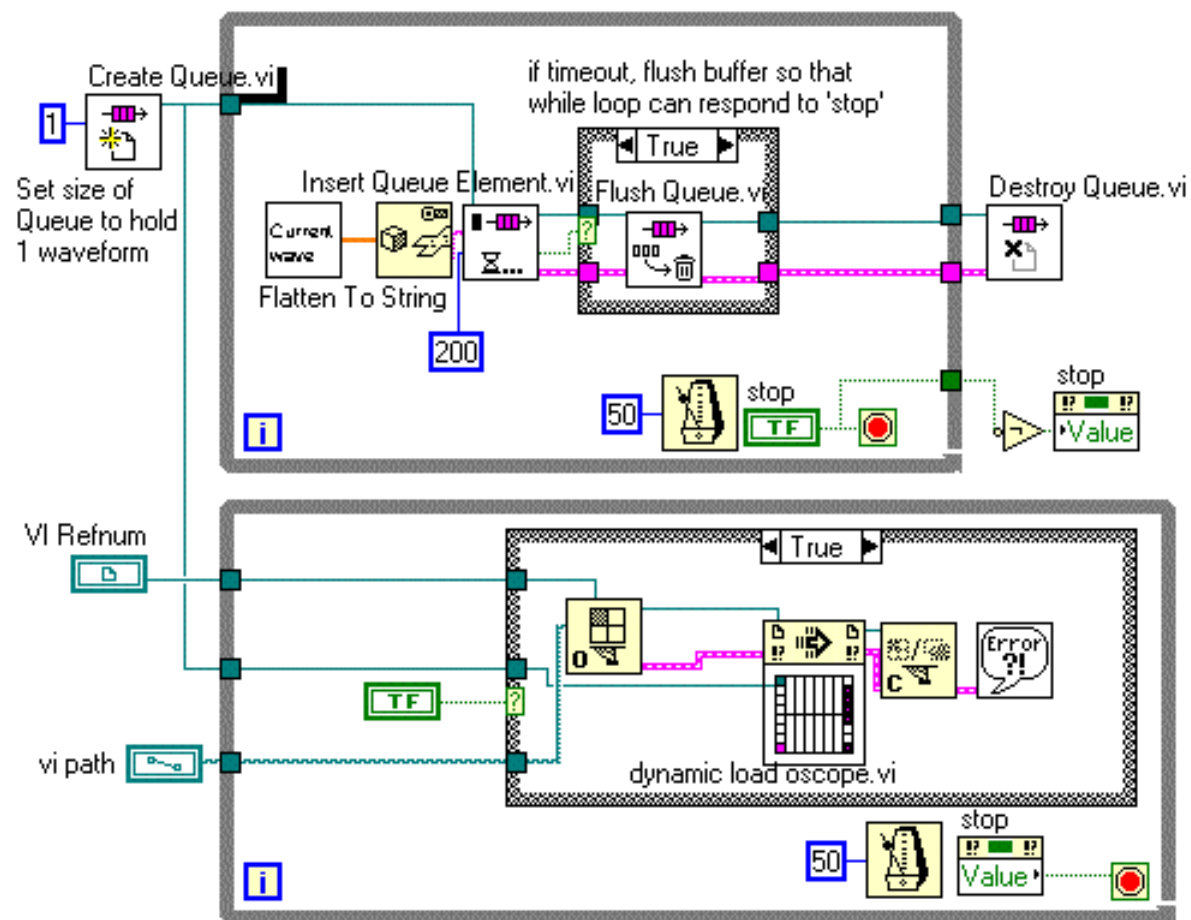 Create Queue.vi
1
Set size of
Queue to hold
1 waveform
if timeout, flush buffer so that
while loop can respond to 'stop'
True
Insert Queue Element.vi
Flush Queue.vi
Destroy Queue.vi
Current
wave
?
Flatten To String
200
50
stop
TF
i
stop
!? !?
Value
VI Refnum
True
O
!? !?
C
Error
?!
TF
?
vi path
dynamic load oscope.vi
50
stop
!? !?
Value
i